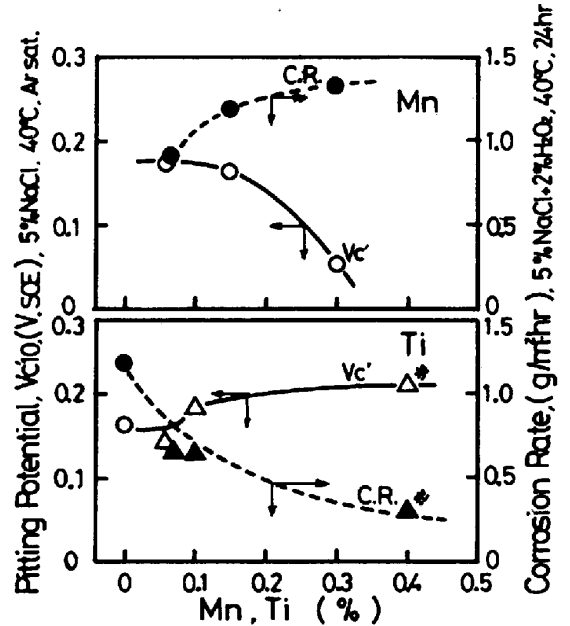 Pitting Potential, Vc'10,(V.SCE), 5%NaCl. 40°C, Ar sat.
0.3
0.2
0.1
0
0.3
0.2
0.1
0
C.R.
Mn
Vc'
Ti
Vc' *
C.R. *
1.5
1.0
0.5
0
1.5
1.0
0.5
0
Corrosion Rate,(g/m²hr), 5%NaCl+2%H₂O₂, 40°C, 24hr
0 0.1 0.2 0.3 0.4 0.5
Mn, Ti (%)